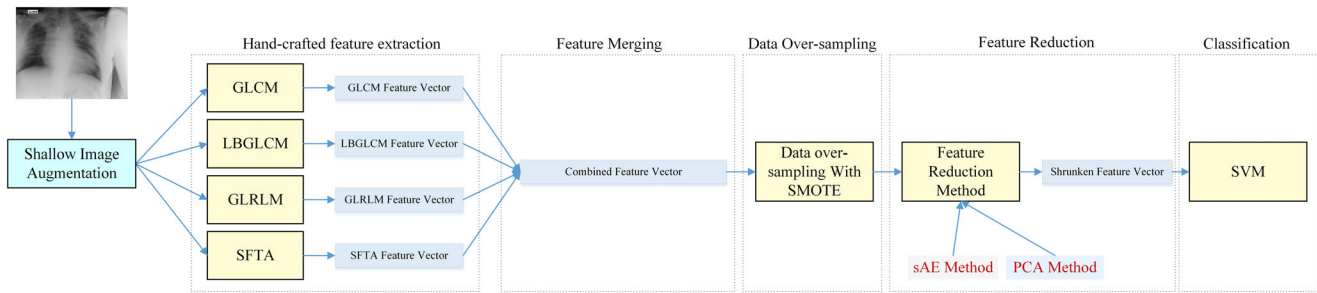 Hand-crafted feature extraction
Feature Merging
Data Over-sampling
Feature Reduction
Classification
Shallow Image
Augmentation
GLCM
GLCM Feature Vector
LBGLCM
LBGLCM Feature Vector
GLRLM
GLRLM Feature Vector
SFTA
SFTA Feature Vector
Combined Feature Vector
Data over-
sampling With
SMOTE
Feature
Reduction
Method
Shrunken Feature Vector
SVM
sAE Method
PCA Method